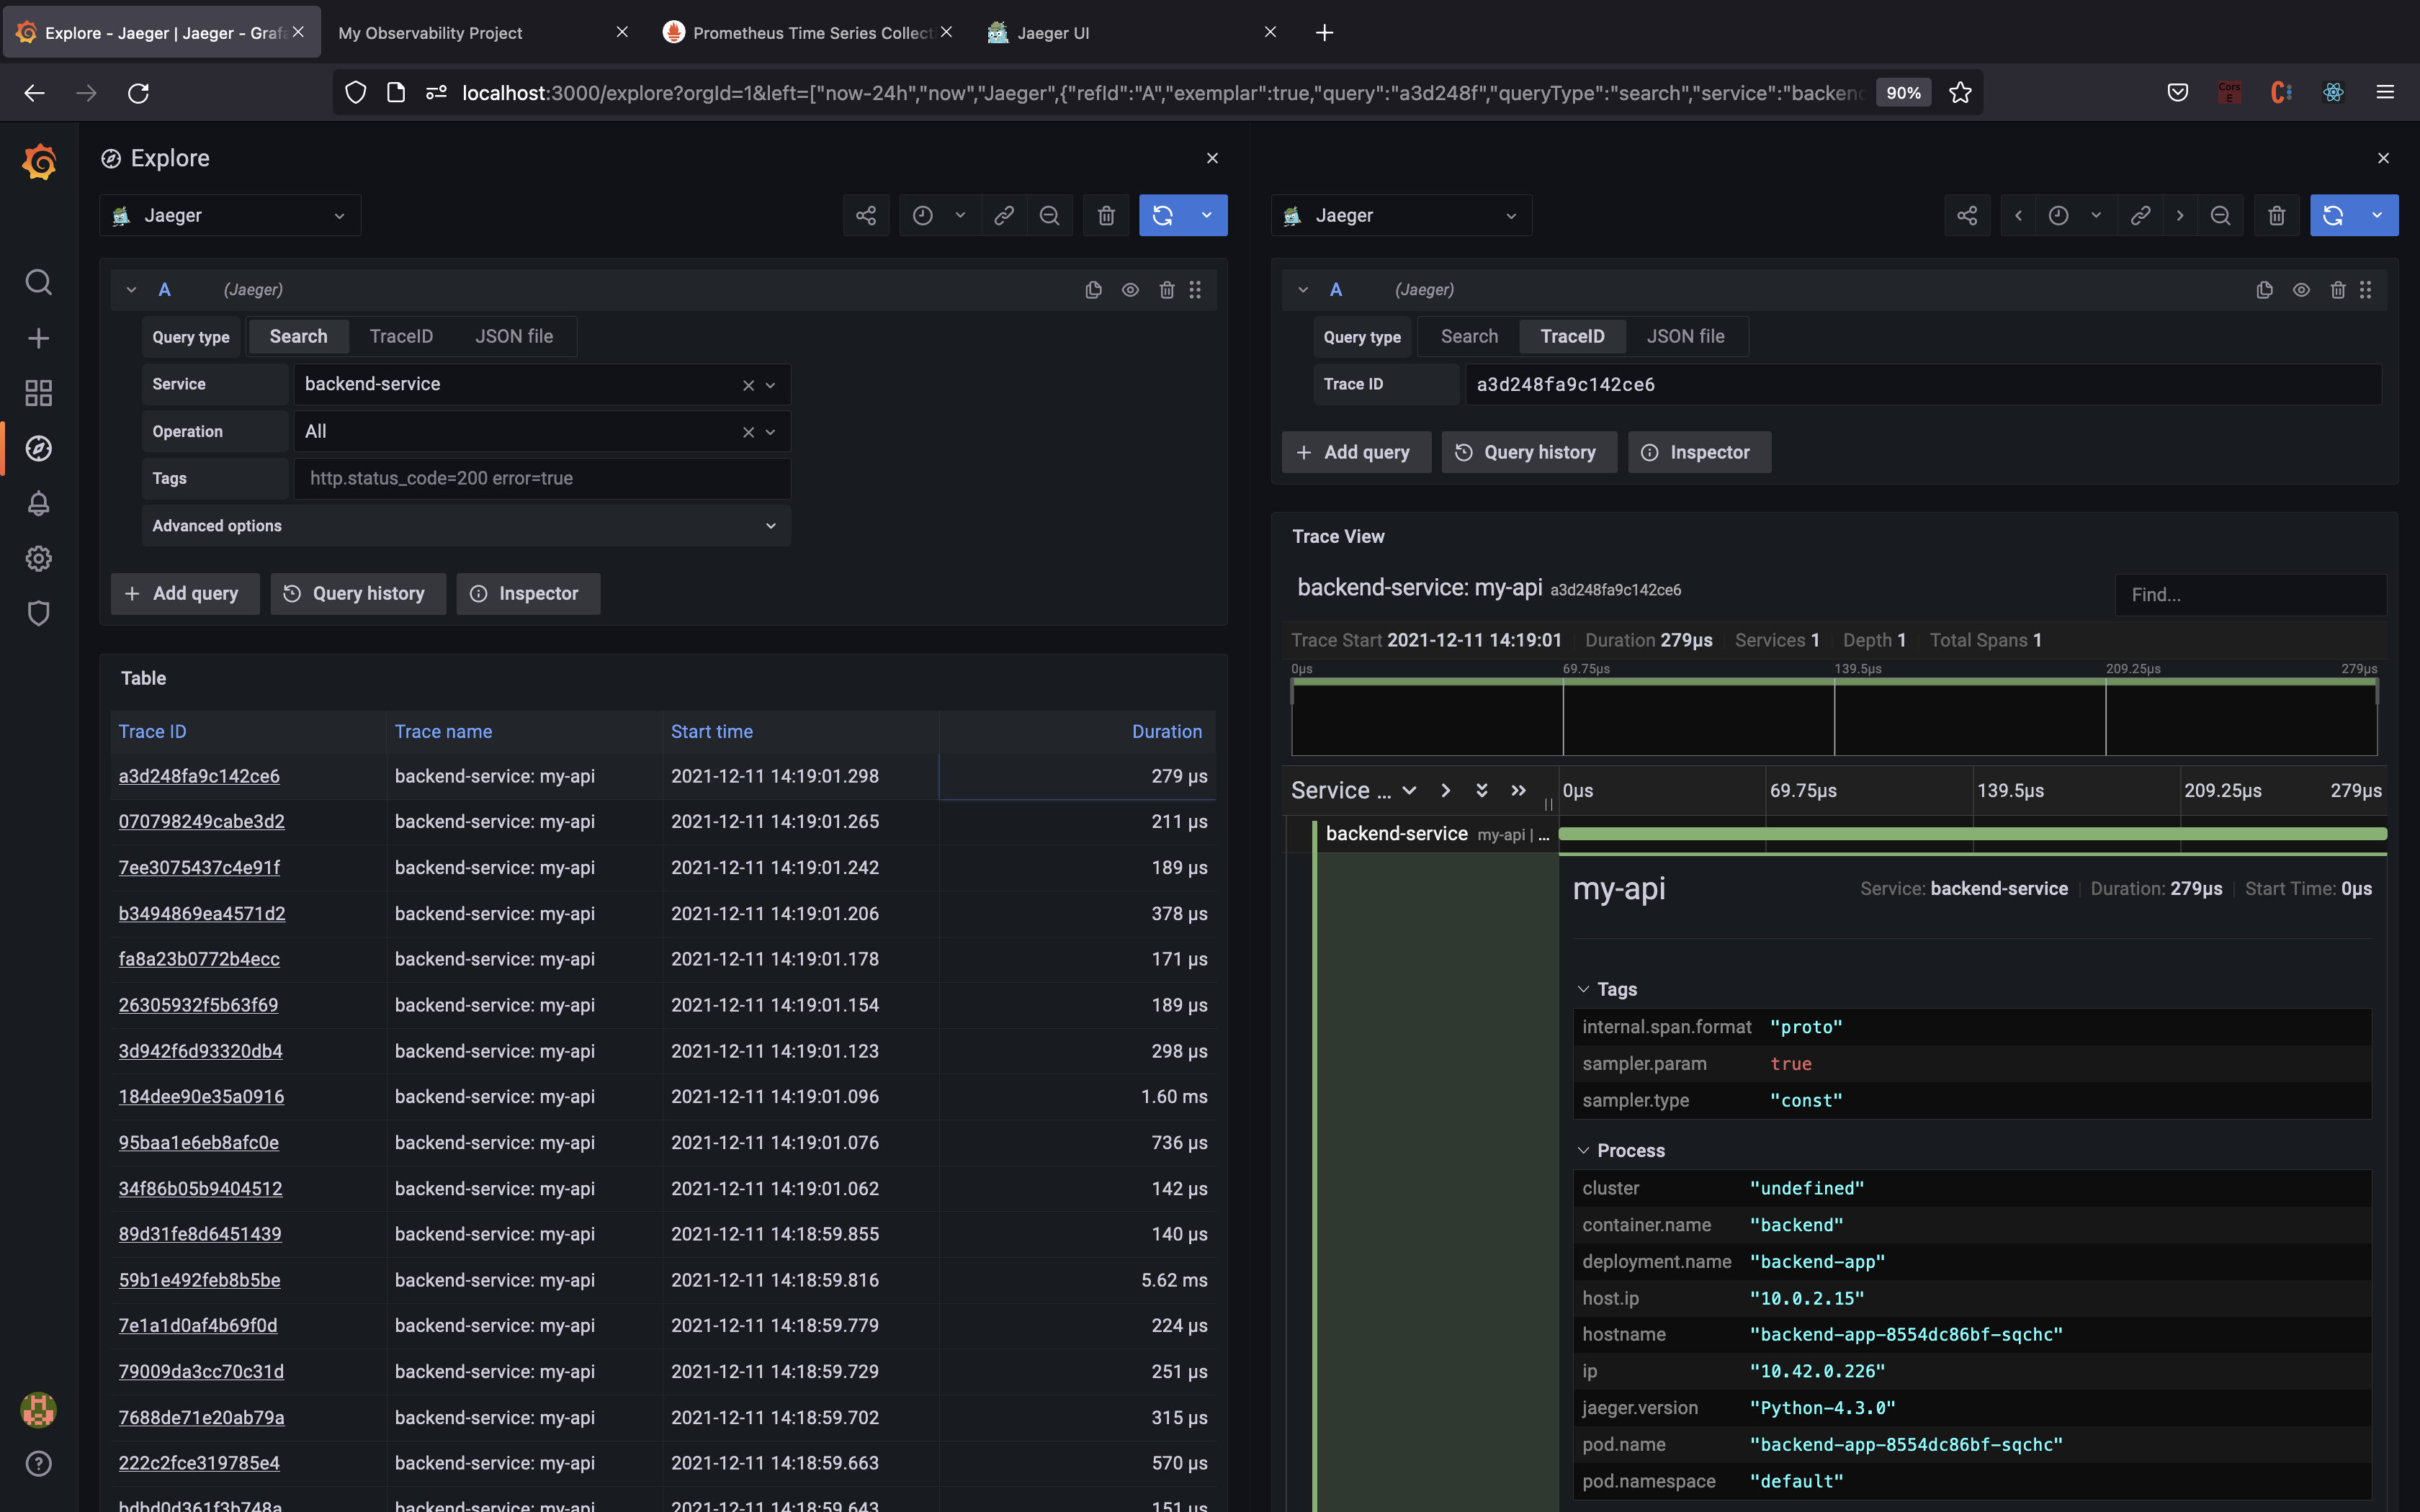 Explore - Jaeger | Jaeger - Grafa
My Observability Project
Prometheus Time Series Collecti
Jaeger UI
localhost:3000/explore?orgId=1&left=["now-24h","now","Jaeger",{"refId":"A","exemplar":true,"query":"a3d248f","queryType":"search","service":"backend
90%
Cors
E
Explore
Jaeger
A (Jaeger)
Query type Search TraceID JSON file
Service backend-service
Operation All
Tags http.status_code=200 error=true
Advanced options
Add query Query history Inspector
Table
Trace ID Trace name Start time Duration
a3d248fa9c142ce6 backend-service: my-api 2021-12-11 14:19:01.298 279 µs
070798249cabe3d2 backend-service: my-api 2021-12-11 14:19:01.265 211 µs
7ee3075437c4e91f backend-service: my-api 2021-12-11 14:19:01.242 189 µs
b3494869ea4571d2 backend-service: my-api 2021-12-11 14:19:01.206 378 µs
fa8a23b0772b4ecc backend-service: my-api 2021-12-11 14:19:01.178 171 µs
26305932f5b63f69 backend-service: my-api 2021-12-11 14:19:01.154 189 µs
3d942f6d93320db4 backend-service: my-api 2021-12-11 14:19:01.123 298 µs
184dee90e35a0916 backend-service: my-api 2021-12-11 14:19:01.096 1.60 ms
95baa1e6eb8afc0e backend-service: my-api 2021-12-11 14:19:01.076 736 µs
34f86b05b9404512 backend-service: my-api 2021-12-11 14:19:01.062 142 µs
89d31fe8d6451439 backend-service: my-api 2021-12-11 14:18:59.855 140 µs
59b1e492feb8b5be backend-service: my-api 2021-12-11 14:18:59.816 5.62 ms
7e1a1d0af4b69f0d backend-service: my-api 2021-12-11 14:18:59.779 224 µs
79009da3cc70c31d backend-service: my-api 2021-12-11 14:18:59.729 251 µs
7688de71e20ab79a backend-service: my-api 2021-12-11 14:18:59.702 315 µs
222c2fce319785e4 backend-service: my-api 2021-12-11 14:18:59.663 570 µs
bdbd0d361f3b748a backend-service: my-api 2021-12-11 14:18:59.643 151 µs
Jaeger
A (Jaeger)
Query type Search TraceID JSON file
Trace ID a3d248fa9c142ce6
Add query Query history Inspector
Trace View
backend-service: my-api a3d248fa9c142ce6
Find...
Trace Start 2021-12-11 14:19:01 Duration 279µs Services 1 Depth 1 Total Spans 1
0µs 69.75µs 139.5µs 209.25µs 279µs
Service ... 0µs 69.75µs 139.5µs 209.25µs 279µs
backend-service my-api | ...
my-api Service: backend-service Duration: 279µs Start Time: 0µs
Tags
internal.span.format "proto"
sampler.param true
sampler.type "const"
Process
cluster "undefined"
container.name "backend"
deployment.name "backend-app"
host.ip "10.0.2.15"
hostname "backend-app-8554dc86bf-sqchc"
ip "10.42.0.226"
jaeger.version "Python-4.3.0"
pod.name "backend-app-8554dc86bf-sqchc"
pod.namespace "default"